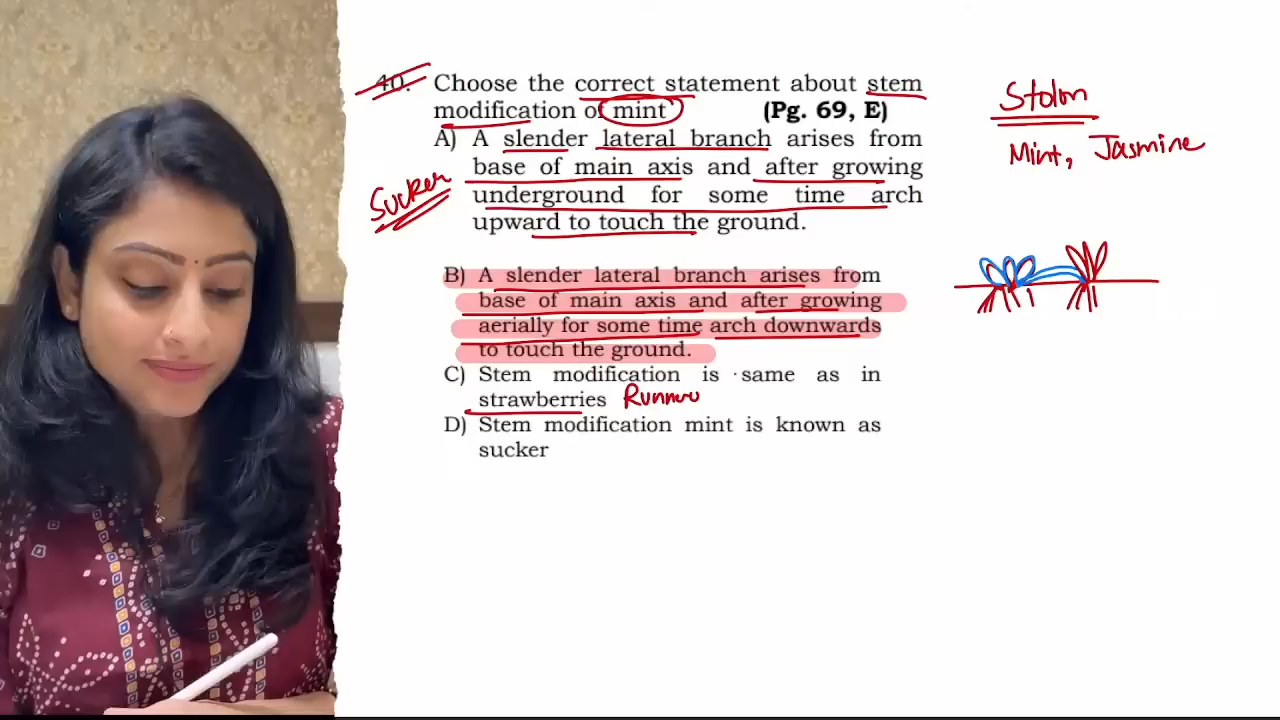 40. Choose the correct statement about stem
modification of mint (Pg. 69, E)
A) A slender lateral branch arises from
base of main axis and after growing
underground for some time arch
upward to touch the ground.
Sucker
B) A slender lateral branch arises from
base of main axis and after growing
aerially for some time arch downwards
to touch the ground.
C) Stem modification is same as in
strawberries Runner
D) Stem modification mint is known as
sucker
Stolon
Mint, Jasmine